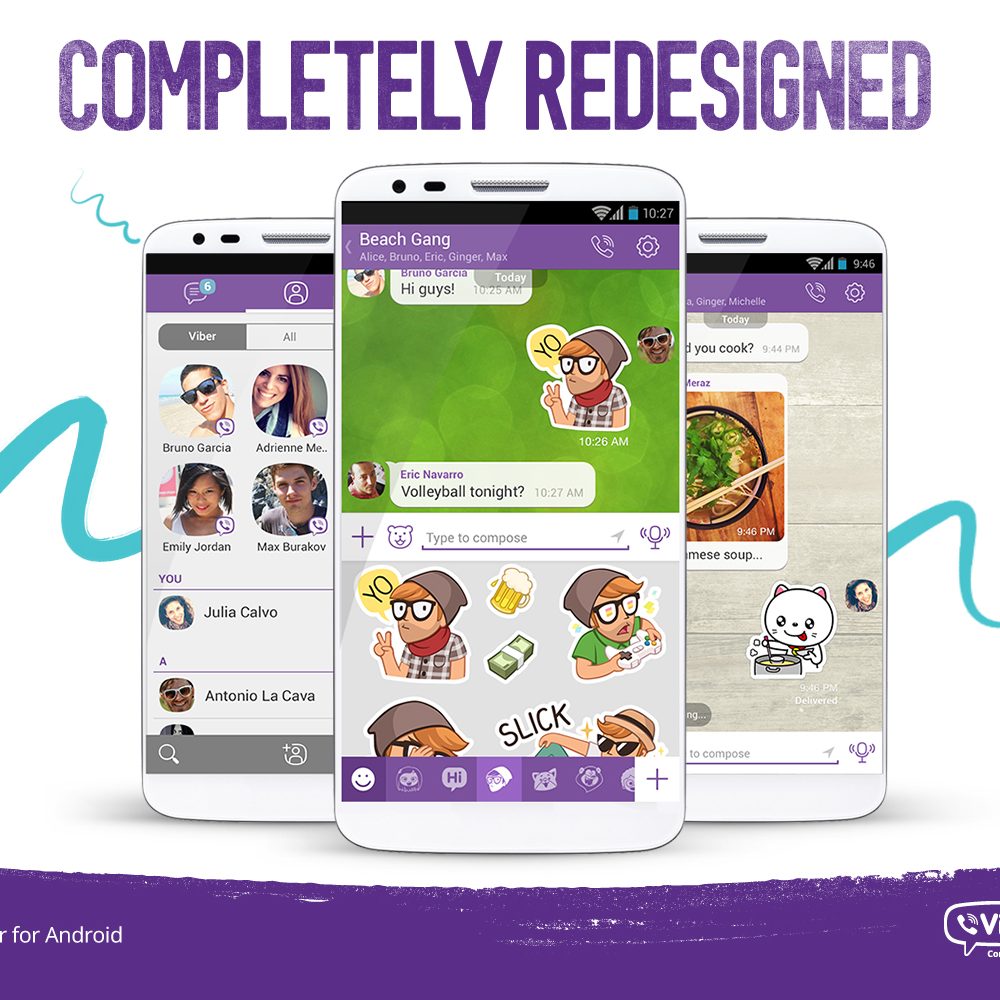 COMPLETELY REDESIGNED
6
Viber
All
Bruno Garcia
Adrienne Me..
Emily Jordan
Max Burakov
YOU
Julia Calvo
A
Antonio La Cava
10:27
Beach Gang
Alice, Bruno, Eric, Ginger, Max
Bruno Garcia
Today
Hi guys!
10:25 AM
YO
10:26 AM
Eric Navarro
Volleyball tonight?
10:27 AM
Type to compose
YO
SLICK
Hi
9:46
a, Ginger, Michelle
Today
d you cook?
9:44 PM
Meraz
9:46 PM
amese soup...
9:46 PM
Delivered
ng...
to compose
r for Android
Vi
Co